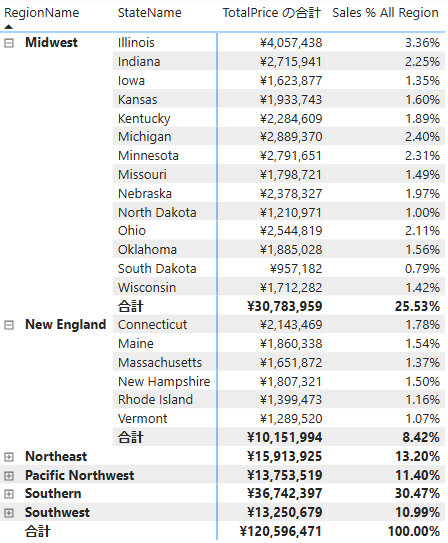 RegionName StateName TotalPrice の合計 Sales % All Region
Midwest Illinois ¥4,057,438 3.36%
Indiana ¥2,715,941 2.25%
Iowa ¥1,623,877 1.35%
Kansas ¥1,933,743 1.60%
Kentucky ¥2,284,609 1.89%
Michigan ¥2,889,370 2.40%
Minnesota ¥2,791,651 2.31%
Missouri ¥1,798,721 1.49%
Nebraska ¥2,378,327 1.97%
North Dakota ¥1,210,971 1.00%
Ohio ¥2,544,819 2.11%
Oklahoma ¥1,885,028 1.56%
South Dakota ¥957,182 0.79%
Wisconsin ¥1,712,282 1.42%
合計 ¥30,783,959 25.53%
New England Connecticut ¥2,143,469 1.78%
Maine ¥1,860,338 1.54%
Massachusetts ¥1,651,872 1.37%
New Hampshire ¥1,807,321 1.50%
Rhode Island ¥1,399,473 1.16%
Vermont ¥1,289,520 1.07%
合計 ¥10,151,994 8.42%
Northeast ¥15,913,925 13.20%
Pacific Northwest ¥13,753,519 11.40%
Southern ¥36,742,397 30.47%
Southwest ¥13,250,679 10.99%
合計 ¥120,596,471 100.00%